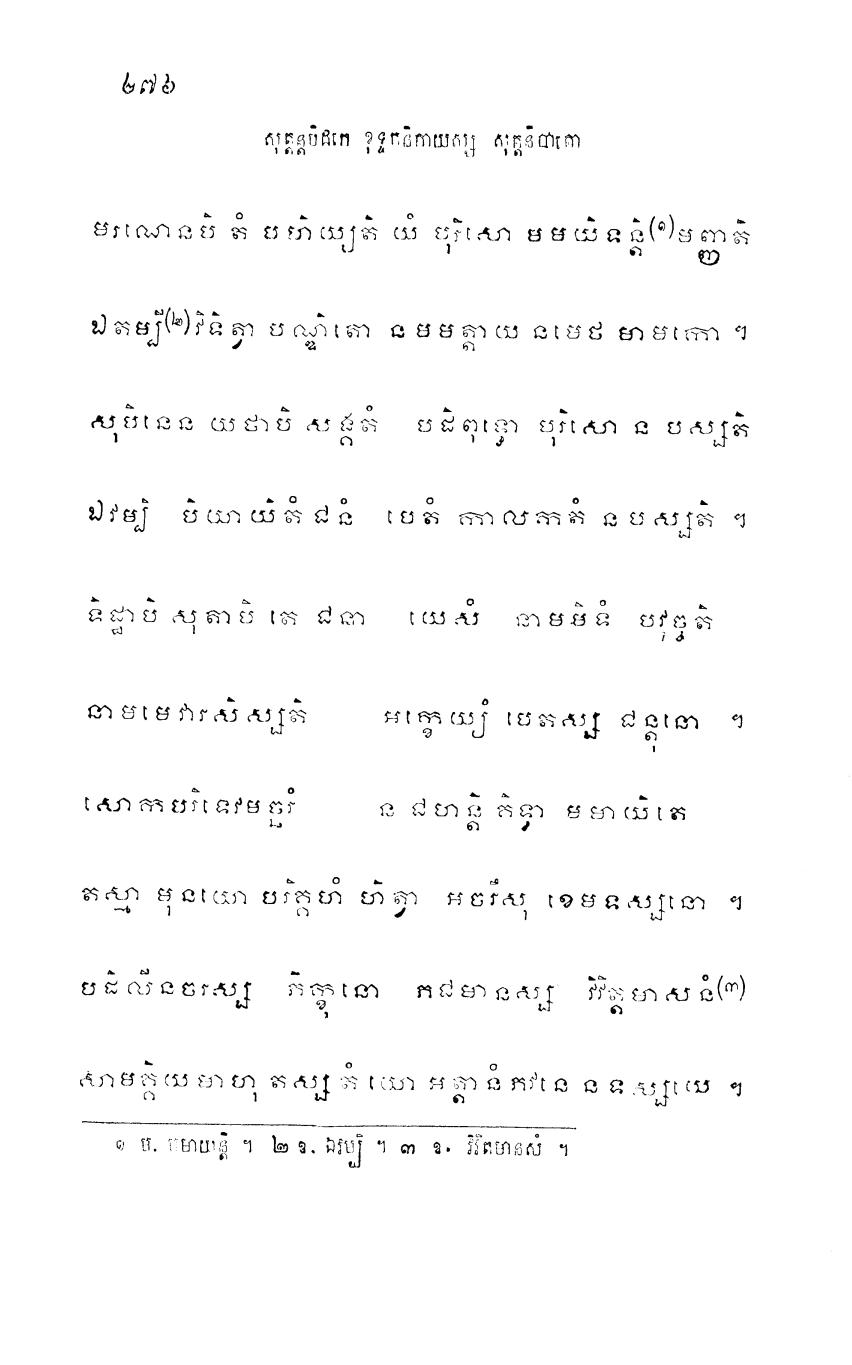 ២៧៦
សុត្តន្តបិដកេ ខុទ្ទកនិកាយស្ស សុត្តនិបាតោ
មរណេនបិ តំ បហិយ្យតិ យំ បុរិសោ មមយិទន្តិ(១)មញ្ញតិ
ឯតម្បី(២)វិទិត្វា បណ្ឌិតោ នមមត្តាយ នមេថ មាមកោ ។
សុបិនេន យថាបិ សង្គតំ បដិពុទ្ធោ បុរិសោ ន បស្សតិ
ឯវម្បិ បិយាយិតំ ជនំ បេតំ កាលកតំ ន បស្សតិ ។
ទិដ្ឋាបិ សុតាបិ តេ ជនា យេសំ នាមមិទំ បវុច្ចតិ
នាមមេវាវសិស្សតិ អក្ខេយ្យំ បេតស្ស ជន្តុនោ ។
សោកបរិទេវមច្ឆរំ ន ជហន្តិ គិទ្ធា មមាយិតេ
តស្មា មុនយោ បរិគ្គហំ ហិត្វា អចរឹសុ ខេមទស្សនោ ។
បដិលីនចរស្ស ភិក្ខុនោ ភជមានស្ស វិវិត្តមាសនំ(៣)
សាមគ្គិយមាហុ តស្ស តំ យោ អត្តានំ ភវនេ ន ទស្សយេ ។
១ ម. មមាយន្តិ ។ ២ ឱ. ឯវម្បិ ។ ៣ ឱ. វិវិតមានសំ ។